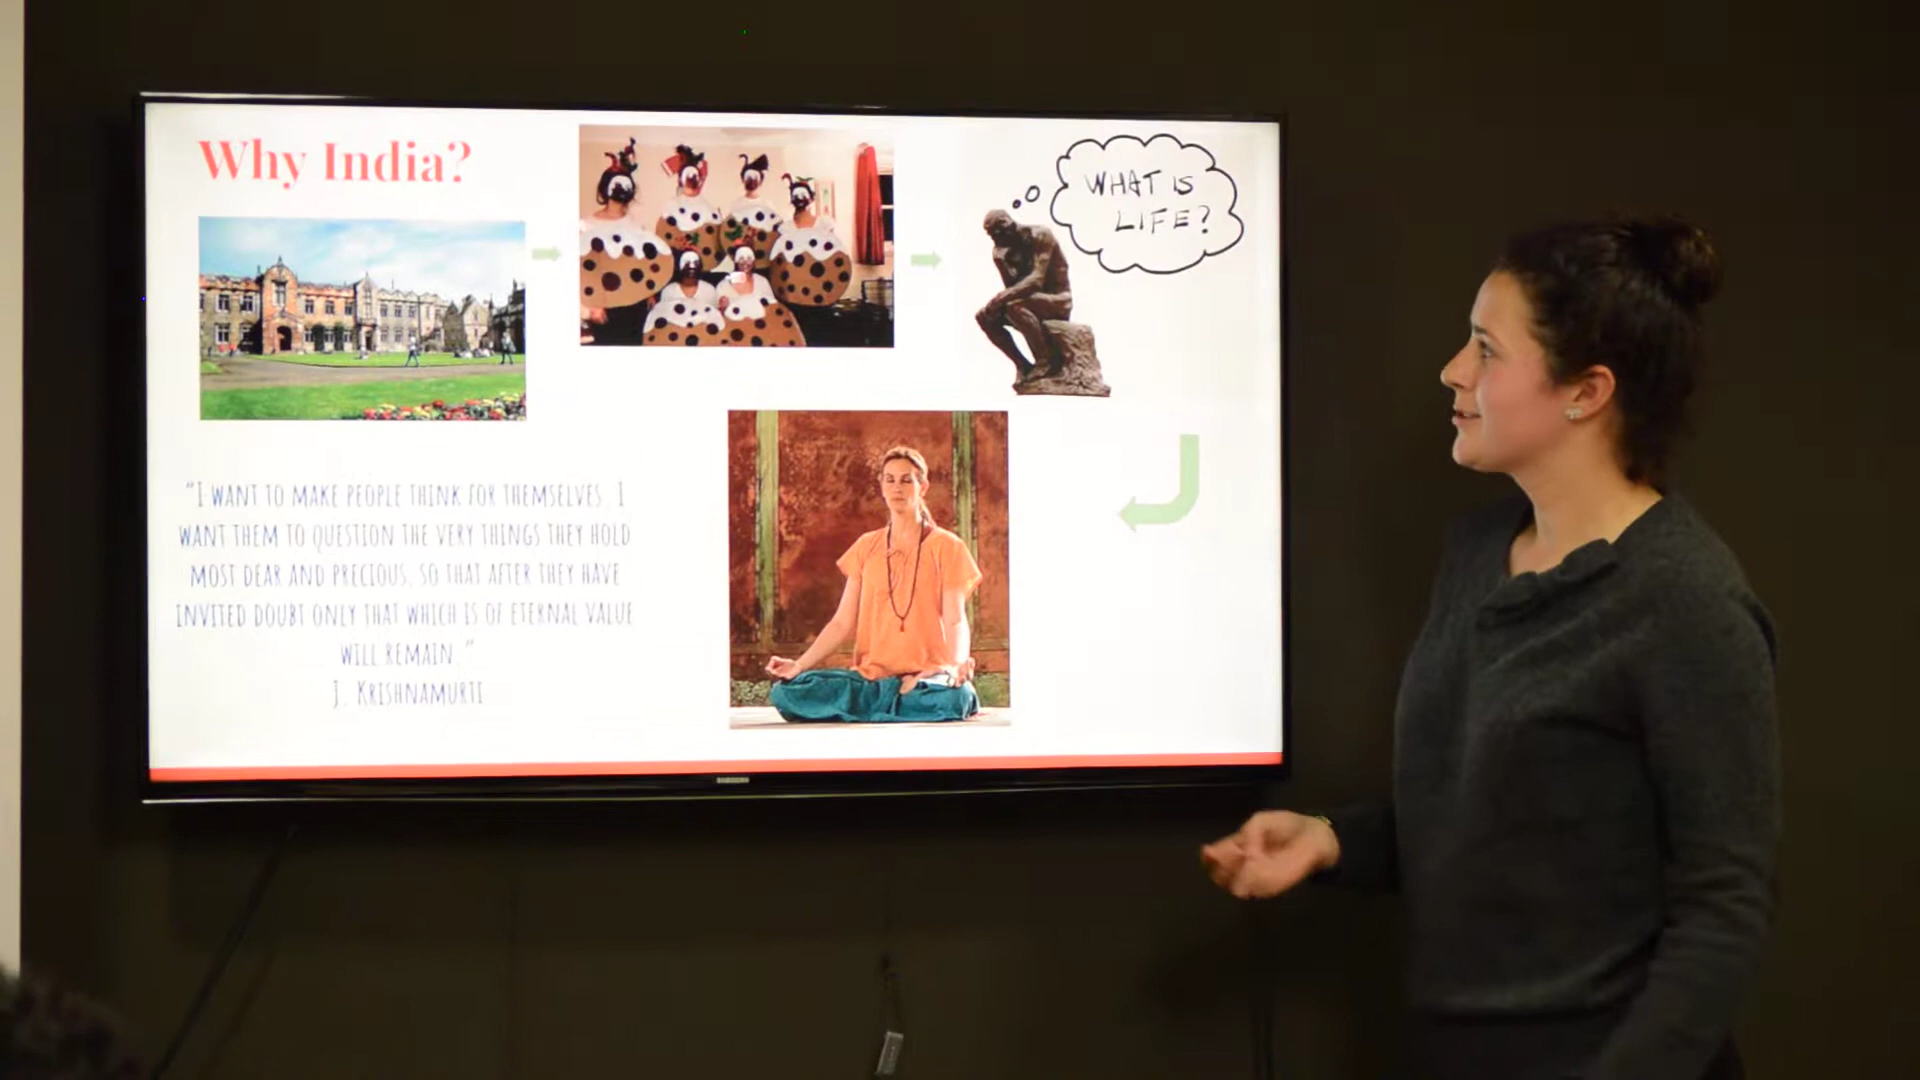 Why India?
WHAT IS
LIFE?
"I WANT TO MAKE PEOPLE THINK FOR THEMSELVES. I
WANT THEM TO QUESTION THE VERY THINGS THEY HOLD
MOST DEAR AND PRECIOUS, SO THAT AFTER THEY HAVE
INVITED DOUBT ONLY THAT WHICH IS OF ETERNAL VALUE
WILL REMAIN."
J. KRISHNAMURTI